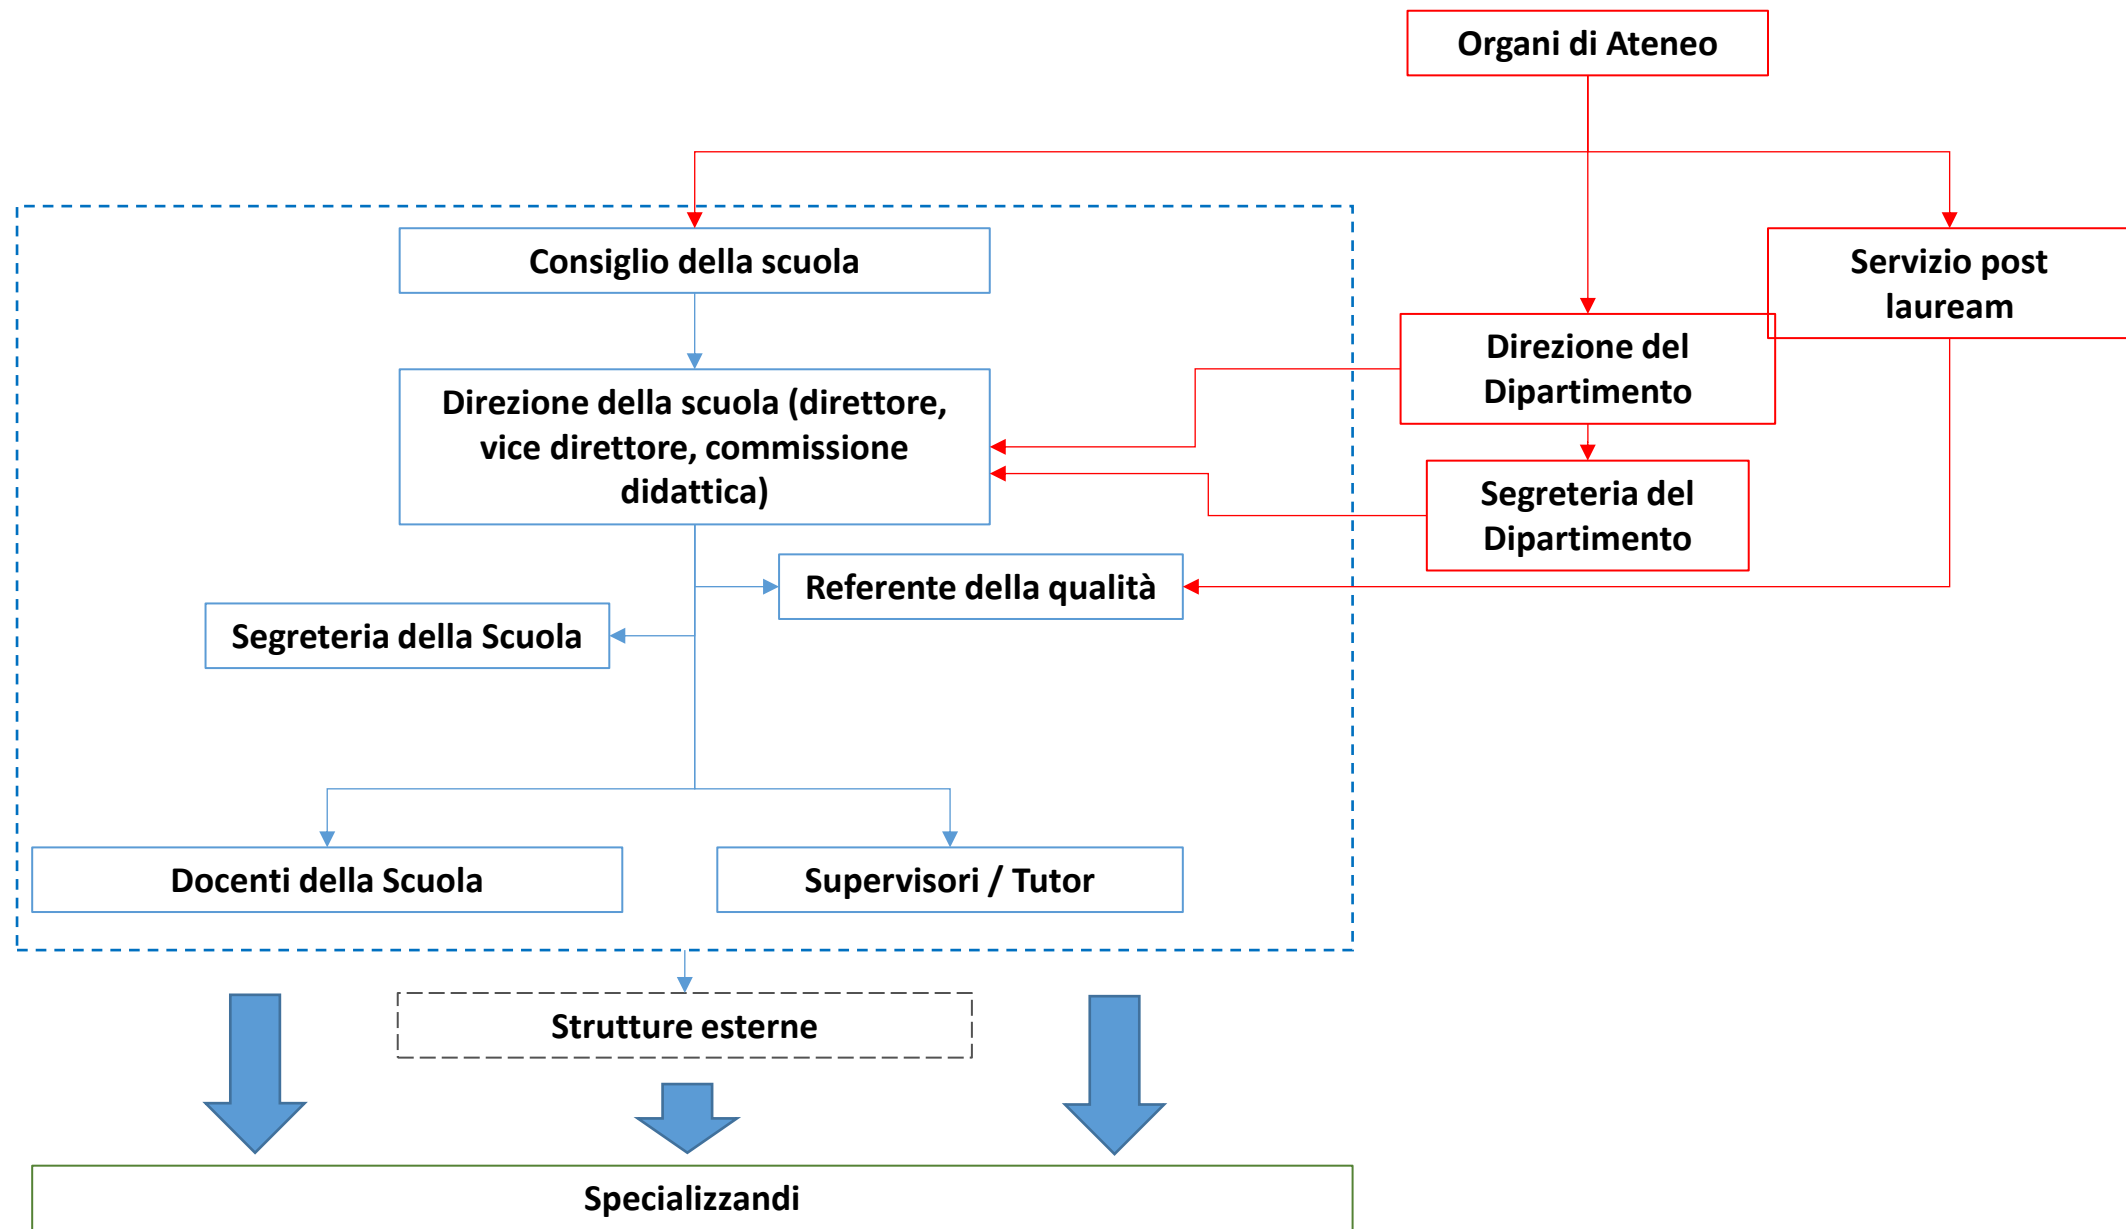 Organi di Ateneo
Consiglio della scuola
Servizio post
lauream
Direzione del
Dipartimento
Direzione della scuola (direttore,
vice direttore, commissione
didattica)
Segreteria del
Dipartimento
Referente della qualità
Segreteria della Scuola
Docenti della Scuola
Supervisori / Tutor
Strutture esterne
Specializzandi